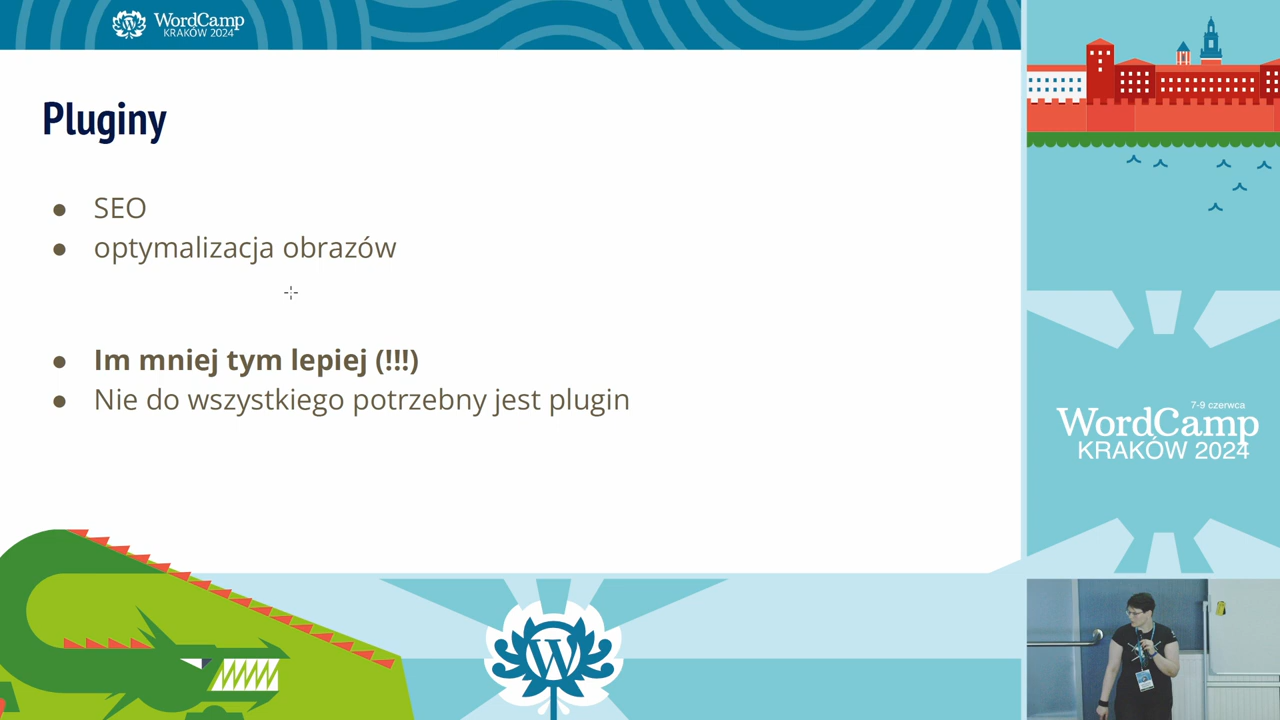 WordCamp
KRAKÓW 2024
Pluginy
● SEO
● optymalizacja obrazów
● Im mniej tym lepiej (!!!)
● Nie do wszystkiego potrzebny jest plugin
7-9 czerwca
WordCamp
KRAKÓW 2024
W